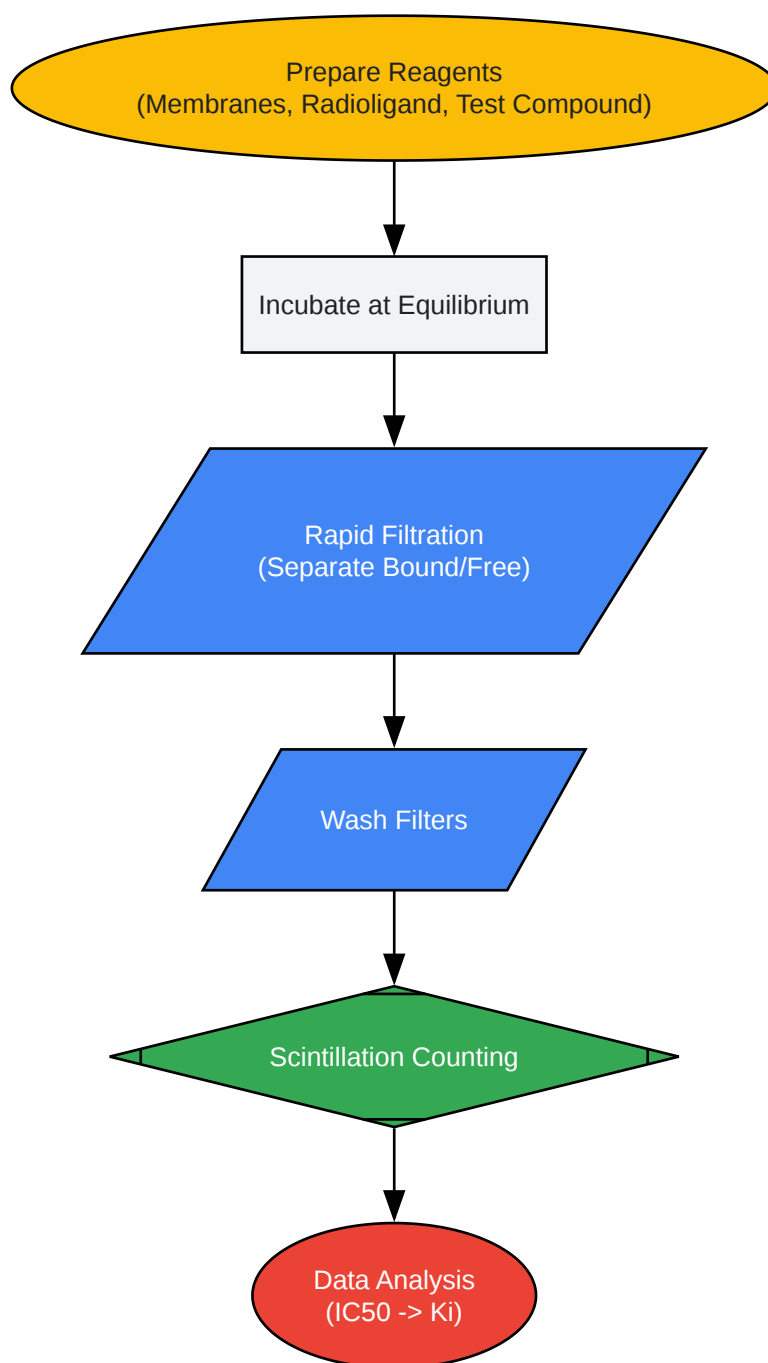 Prepare Reagents
(Membranes, Radioligand, Test Compound)
Incubate at Equilibrium
Rapid Filtration
(Separate Bound/Free)
Wash Filters
Scintillation Counting
Data Analysis
(IC50 -> Ki)